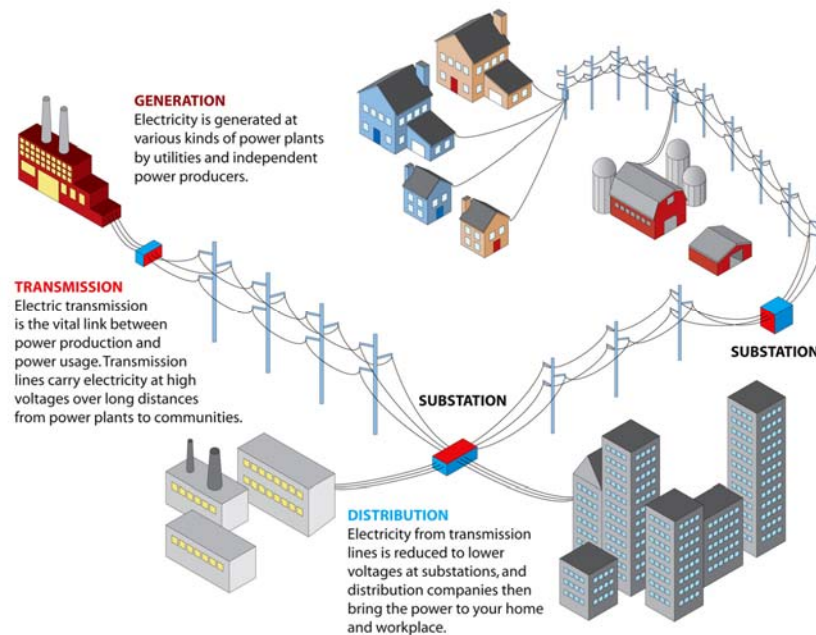 GENERATION
Electricity is generated at
various kinds of power plants
by utilities and independent
power producers.
TRANSMISSION
Electric transmission
is the vital link between
power production and
power usage. Transmission
lines carry electricity at high
voltages over long distances
from power plants to communities.
SUBSTATION
SUBSTATION
DISTRIBUTION
Electricity from transmission
lines is reduced to lower
voltages at substations, and
distribution companies then
bring the power to your home
and workplace.